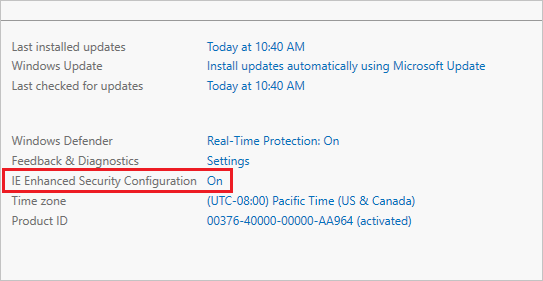 Last installed updates Today at 10:40 AM
Windows Update Install updates automatically using Microsoft Update
Last checked for updates Today at 10:40 AM
Windows Defender Real-Time Protection: On
Feedback & Diagnostics Settings
IE Enhanced Security Configuration On
Time zone (UTC-08:00) Pacific Time (US & Canada)
Product ID 00376-40000-00000-AA964 (activated)